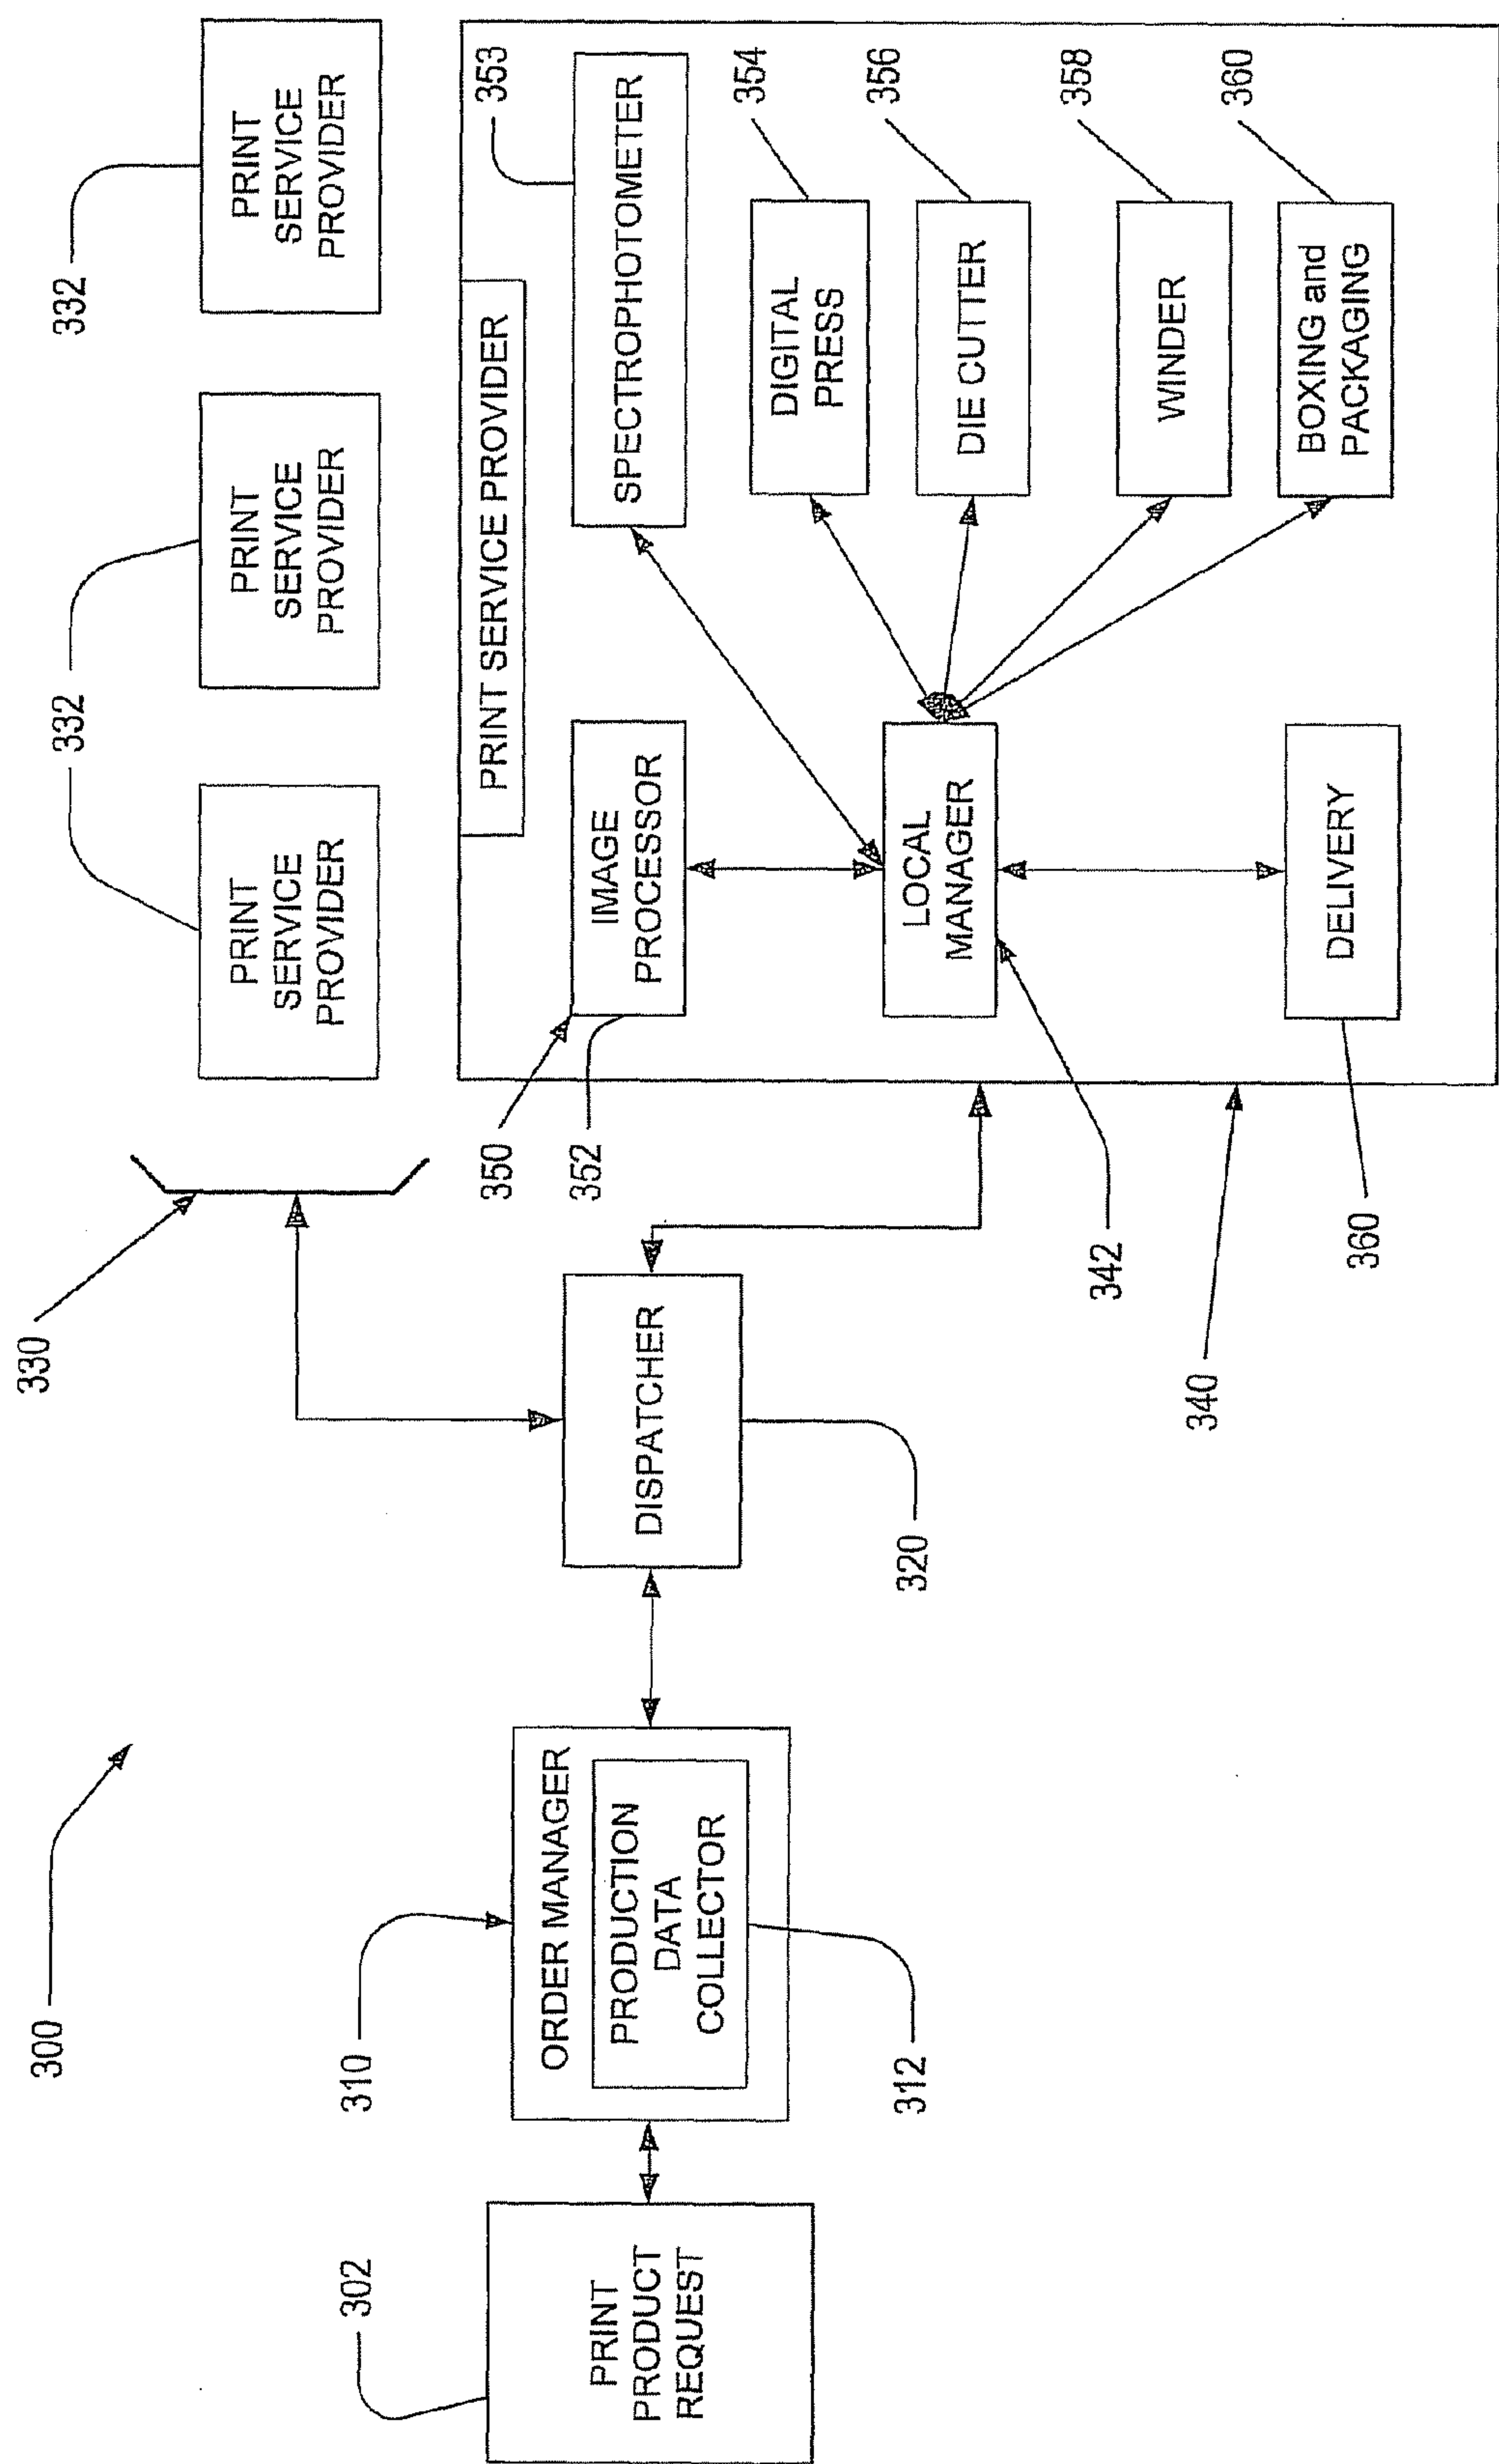 300
302
PRINT
PRODUCT
REQUEST
310
ORDER MANAGER
PRODUCTION
DATA
COLLECTOR
312
DISPATCHER
320
330
332
332
PRINT
SERVICE
PROVIDER
PRINT
SERVICE
PROVIDER
PRINT
SERVICE
PROVIDER
PRINT SERVICE PROVIDER
350
352
IMAGE
PROCESSOR
353
SPECTROPHOTOMETER
LOCAL
MANAGER
342
340
DIGITAL
PRESS
354
DIE CUTTER
356
WINDER
358
BOXING and
PACKAGING
360
DELIVERY
360